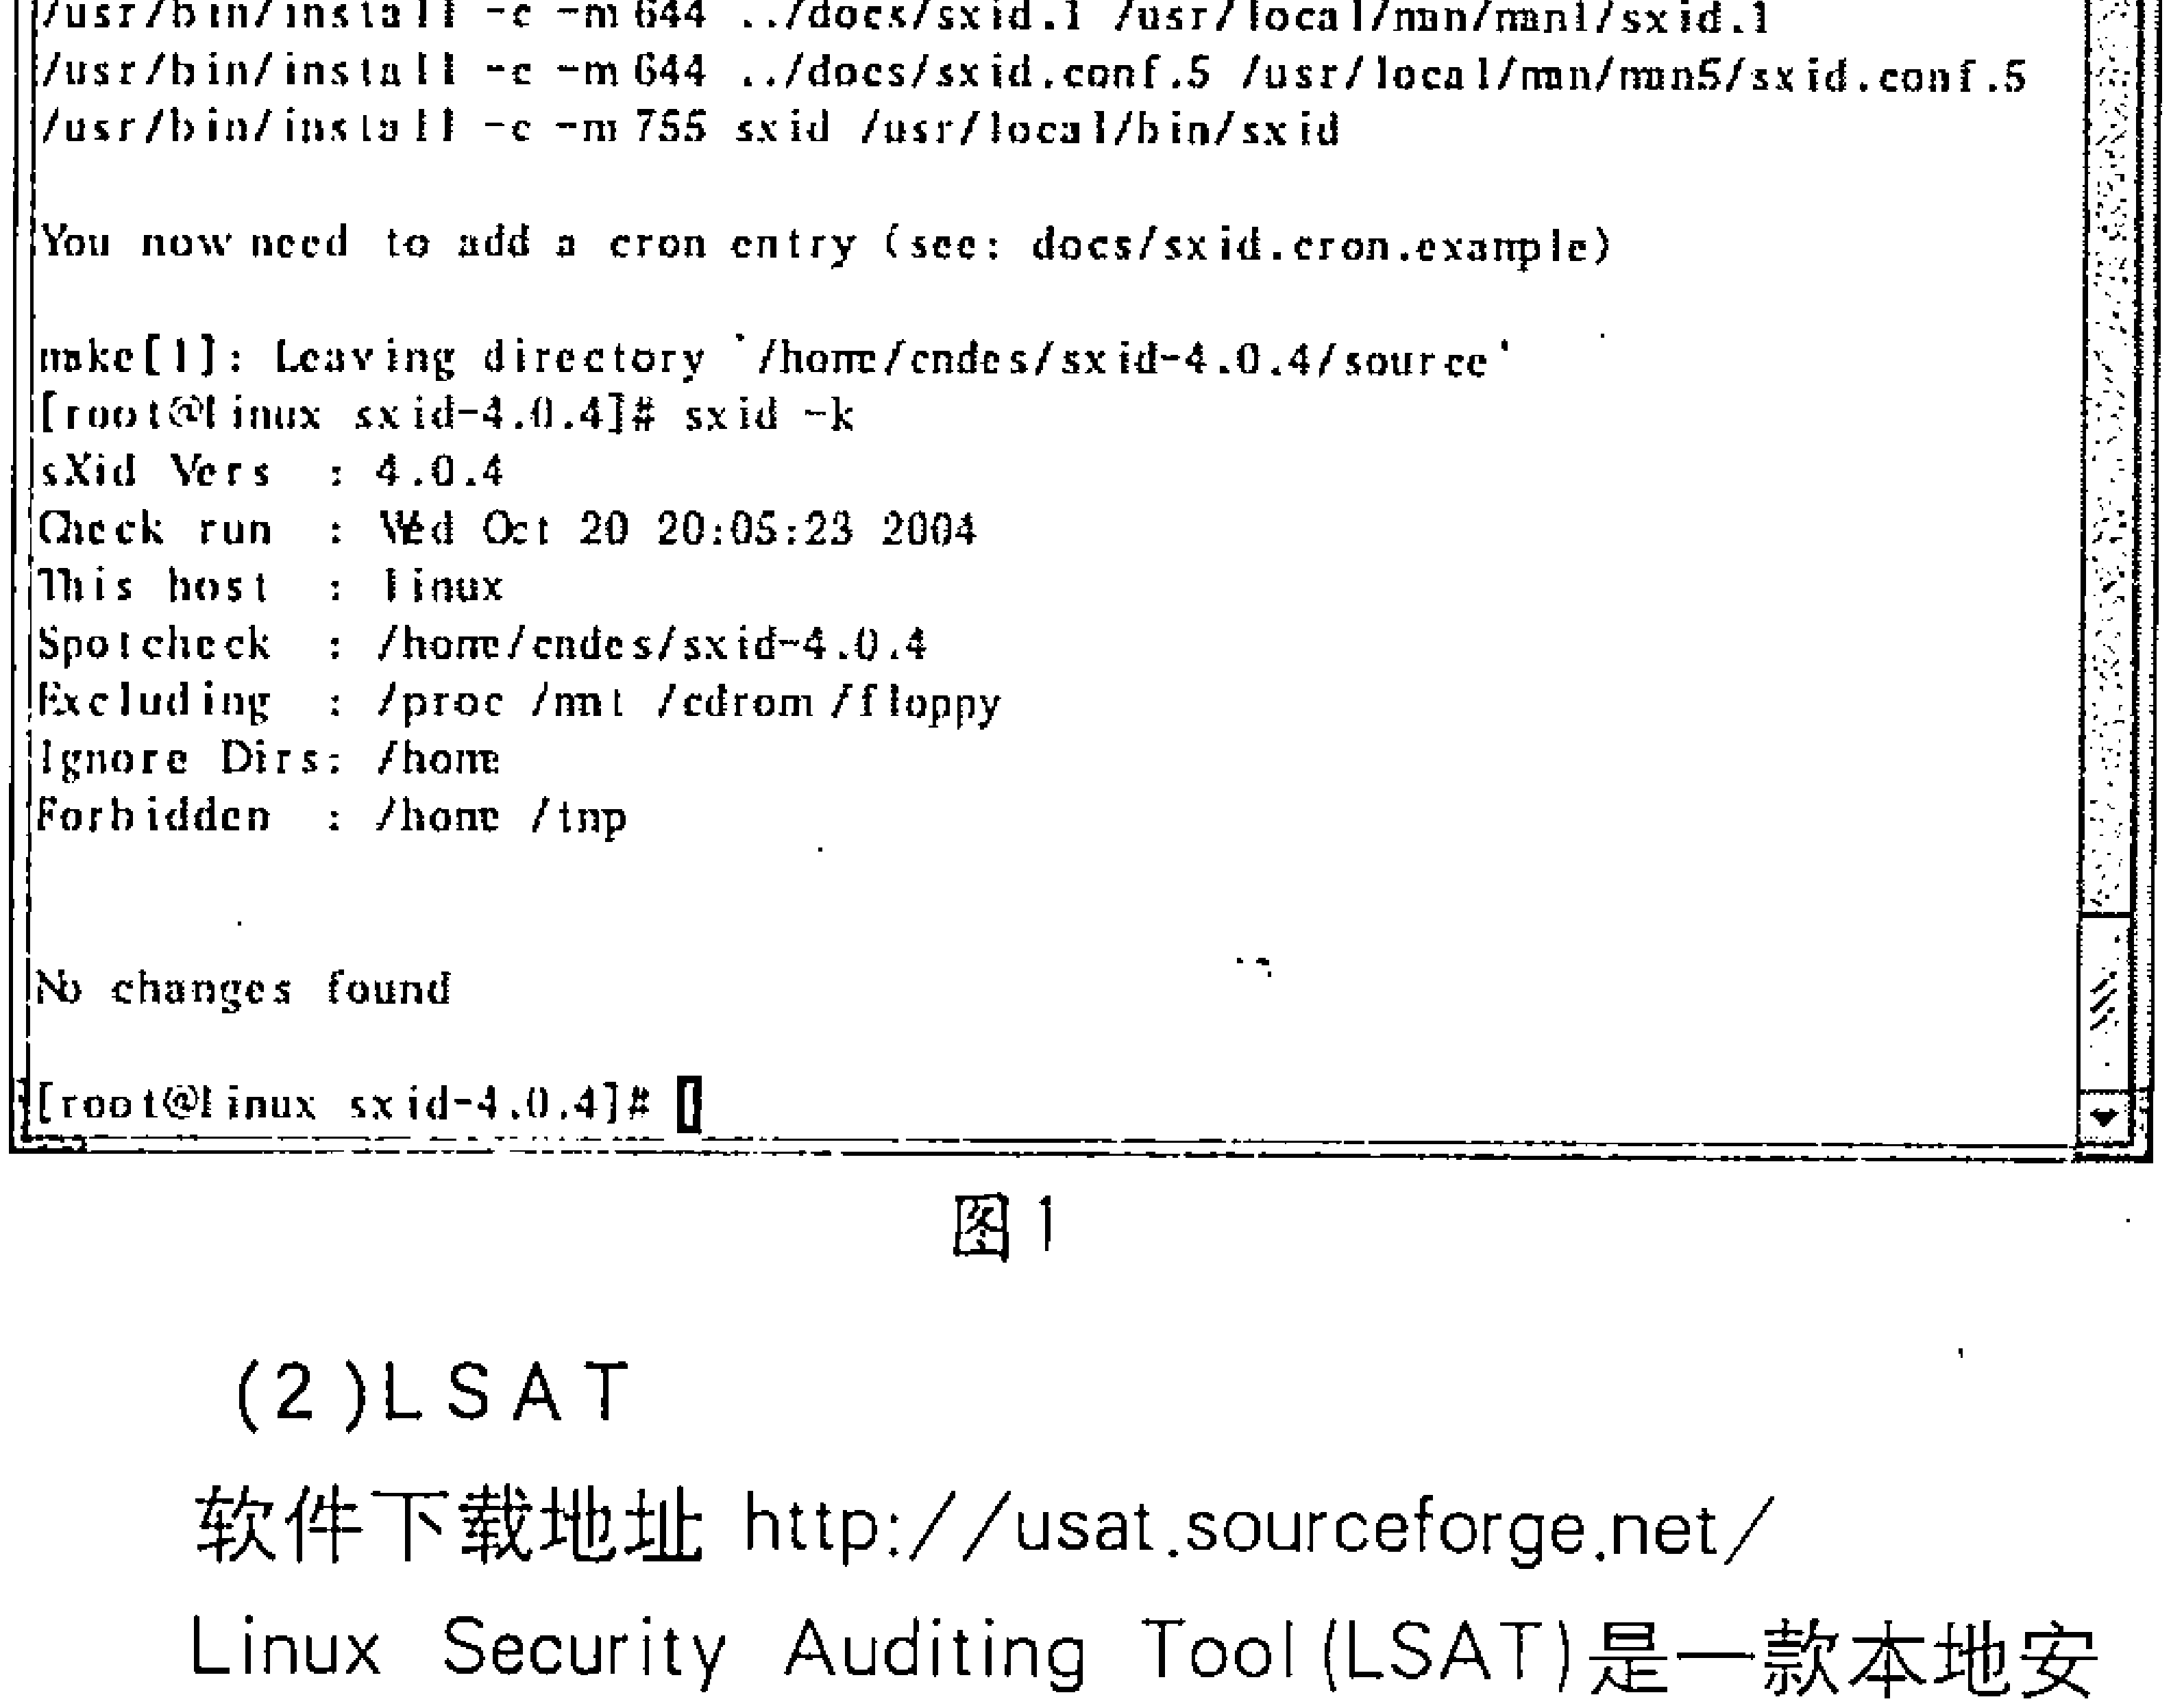 /usr/bin/install -c -m 644 ../docs/sxid.1 /usr/local/man/man1/sxid.1
/usr/bin/install -c -m 644 ../docs/sxid.conf.5 /usr/local/man/man5/sxid.conf.5
/usr/bin/install -c -m 755 sxid /usr/local/bin/sxid
You now need to add a cron entry (see: docs/sxid.cron.example)
make[1]: Leaving directory `/home/cndes/sxid-4.0.4/source'
[root@linux sxid-4.0.4]# sxid -k
sXid Vers : 4.0.4
Check run : Wed Oct 20 20:05:23 2004
This host : linux
Spotcheck : /home/cndes/sxid-4.0.4
Excluding : /proc /mnt /cdrom /floppy
Ignore Dirs: /home
Forbidden : /home /tmp
No changes found
[root@linux sxid-4.0.4]#
图1
(2)LSAT
软件下载地址 http://usat.sourceforge.net/
Linux Security Auditing Tool(LSAT)是一款本地安